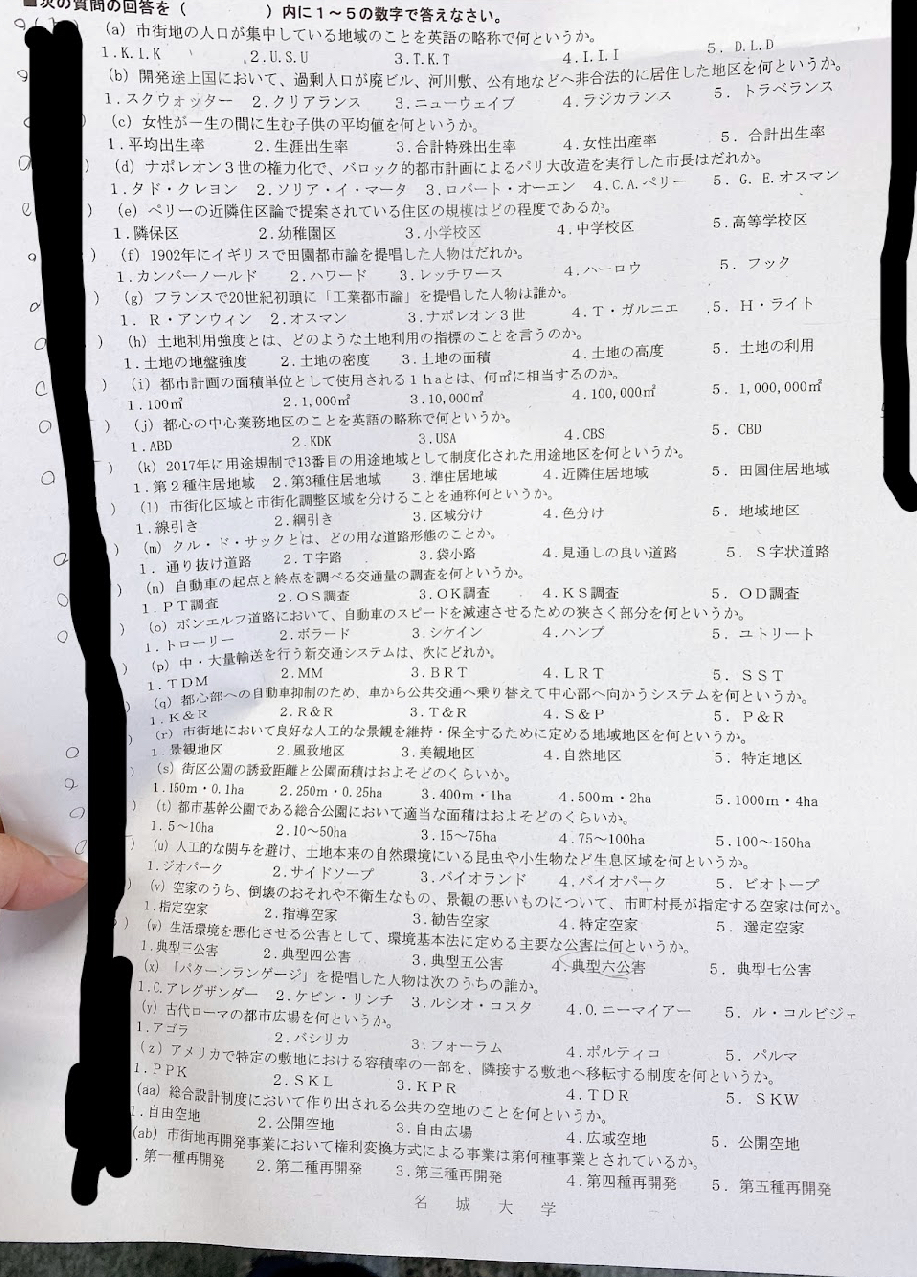 ■次の質問の回答を（　　　　）内に１～５の数字で答えなさい。
(a) 市街地の人口が集中している地域のことを英語の略称で何というか。
1.K.I.K 2.U.S.U 3.T.K.T 4.I.I.I 5. D.I.D
(b) 開発途上国において、過剰人口が廃ビル、河川敷、公有地などへ非合法的に居住した地区を何というか。
1.スクウォッター 2.クリアランス 3.ニューウェイブ 4.ラジカランス 5. トラベランス
(c) 女性が一生の間に生む子供の平均値を何というか。
1.平均出生率 2.生涯出生率 3.合計特殊出生率 4.女性出産率 5. 合計出生率
(d) ナポレオン３世の権力化で、バロック的都市計画によるパリ大改造を実行した市長はだれか。
1.タド・クレヨン 2.ソリア・イ・マータ 3.ロバート・オーエン 4.C.A.ペリー 5. G. E.オスマン
) (e) ペリーの近隣住区論で提案されている住区の規模はどの程度であるか。
1.隣保区 2.幼稚園区 3.小学校区 4.中学校区 5.高等学校区
) (f) 1902年にイギリスで田園都市論を提唱した人物はだれか。
1.カンバーノールド 2.ハワード 3.レッチワース 4.ハーロウ 5. フック
) (g) フランスで20世紀初頭に「工業都市論」を提唱した人物は誰か。
1. R・アンウィン 2.オスマン 3.ナポレオン３世 4.T・ガルニエ 5. H・ライト
) (h) 土地利用強度とは、どのような土地利用の指標のことを言うのか。
1.土地の地盤強度 2.土地の密度 3.土地の面積 4.土地の高度 5. 土地の利用
) (i) 都市計画の面積単位として使用される１haとは、何㎡に相当するのか。
1.100㎡ 2.1,000㎡ 3.10,000㎡ 4.100,000㎡ 5. 1,000,000㎡
) (j) 都心の中心業務地区のことを英語の略称で何というか。
1.ABD 2.KDK 3.USA 4.CBS 5. CBD
) (k) 2017年に用途規制で13番目の用途地域として制度化された用途地区を何というか。
1.第２種住居地域 2.第3種住居地域 3.準住居地域 4.近隣住居地域 5. 田園住居地域
) (l) 市街化区域と市街化調整区域を分けることを通称何というか。
1.線引き 2.綱引き 3.区域分け 4.色分け 5. 地域地区
) (m) クル・ド・サックとは、どの用な道路形態のことか。
1. 通り抜け道路 2.T字路 3.袋小路 4.見通しの良い道路 5. S字状道路
) (n) 自動車の起点と終点を調べる交通量の調査を何というか。
1. PT調査 2.OS調査 3.OK調査 4.KS調査 5. OD調査
) (o) ボンエルフ道路において、自動車のスピードを減速させるための狭さく部分を何というか。
1.トローリー 2.ボラード 3.シケイン 4.ハンプ 5. ユトリート
) (p) 中・大量輸送を行う新交通システムは、次にどれか。
1.TDM 2.MM 3.BRT 4.LRT 5. SST
) (q) 都心部への自動車抑制のため、車から公共交通へ乗り替えて中心部へ向かうシステムを何というか。
1.K&R 2.R&R 3.T&R 4.S&P 5. P&R
(r) 市街地において良好な人工的な景観を維持・保全するために定める地域地区を何というか。
1.景観地区 2.風致地区 3.美観地区 4.自然地区 5. 特定地区
) (s) 街区公園の誘致距離と公園面積はおよそどのくらいか。
1.150m・0.1ha 2.250m・0.25ha 3.400m・1ha 4.500m・2ha 5.1000m・4ha
) (t) 都市基幹公園である総合公園において適当な面積はおよそどのくらいか。
1.5～10ha 2.10～50ha 3.15～75ha 4.75～100ha 5.100～150ha
(u) 人工的な関与を避け、土地本来の自然環境にいる昆虫や小生物など生息区域を何というか。
1.ジオパーク 2.サイドソープ 3.バイオランド 4.バイオパーク 5. ビオトープ
) (v) 空家のうち、倒壊のおそれや不衛生なもの、景観の悪いものについて、市町村長が指定する空家は何か。
1.指定空家 2.指導空家 3.勧告空家 4.特定空家 5. 選定空家
(w) 生活環境を悪化させる公害として、環境基本法に定める主要な公害は何というか。
1.典型三公害 2.典型四公害 3.典型五公害 4.典型六公害 5. 典型七公害
(x) 「パターンランゲージ」を提唱した人物は次のうちの誰か。
1.C.アレグザンダー 2.ケビン・リンチ 3.ルシオ・コスタ 4.O.ニーマイアー 5. ル・コルビジェ
(y) 古代ローマの都市広場を何というか。
1.アゴラ 2.バシリカ 3.フォーラム 4.ポルティコ 5. パルマ
(z) アメリカで特定の敷地における容積率の一部を、隣接する敷地へ移転する制度を何というか。
1.PPK 2.SKL 3.KPR 4.TDR 5. SKW
(aa) 総合設計制度において作り出される公共の空地のことを何というか。
1.自由空地 2.公開空地 3.自由広場 4.広域空地 5. 公開空地
(ab) 市街地再開発事業において権利変換方式による事業は第何種事業とされているか。
.第一種再開発 2.第二種再開発 3.第三種再開発 4.第四種再開発 5. 第五種再開発
名 城 大 学